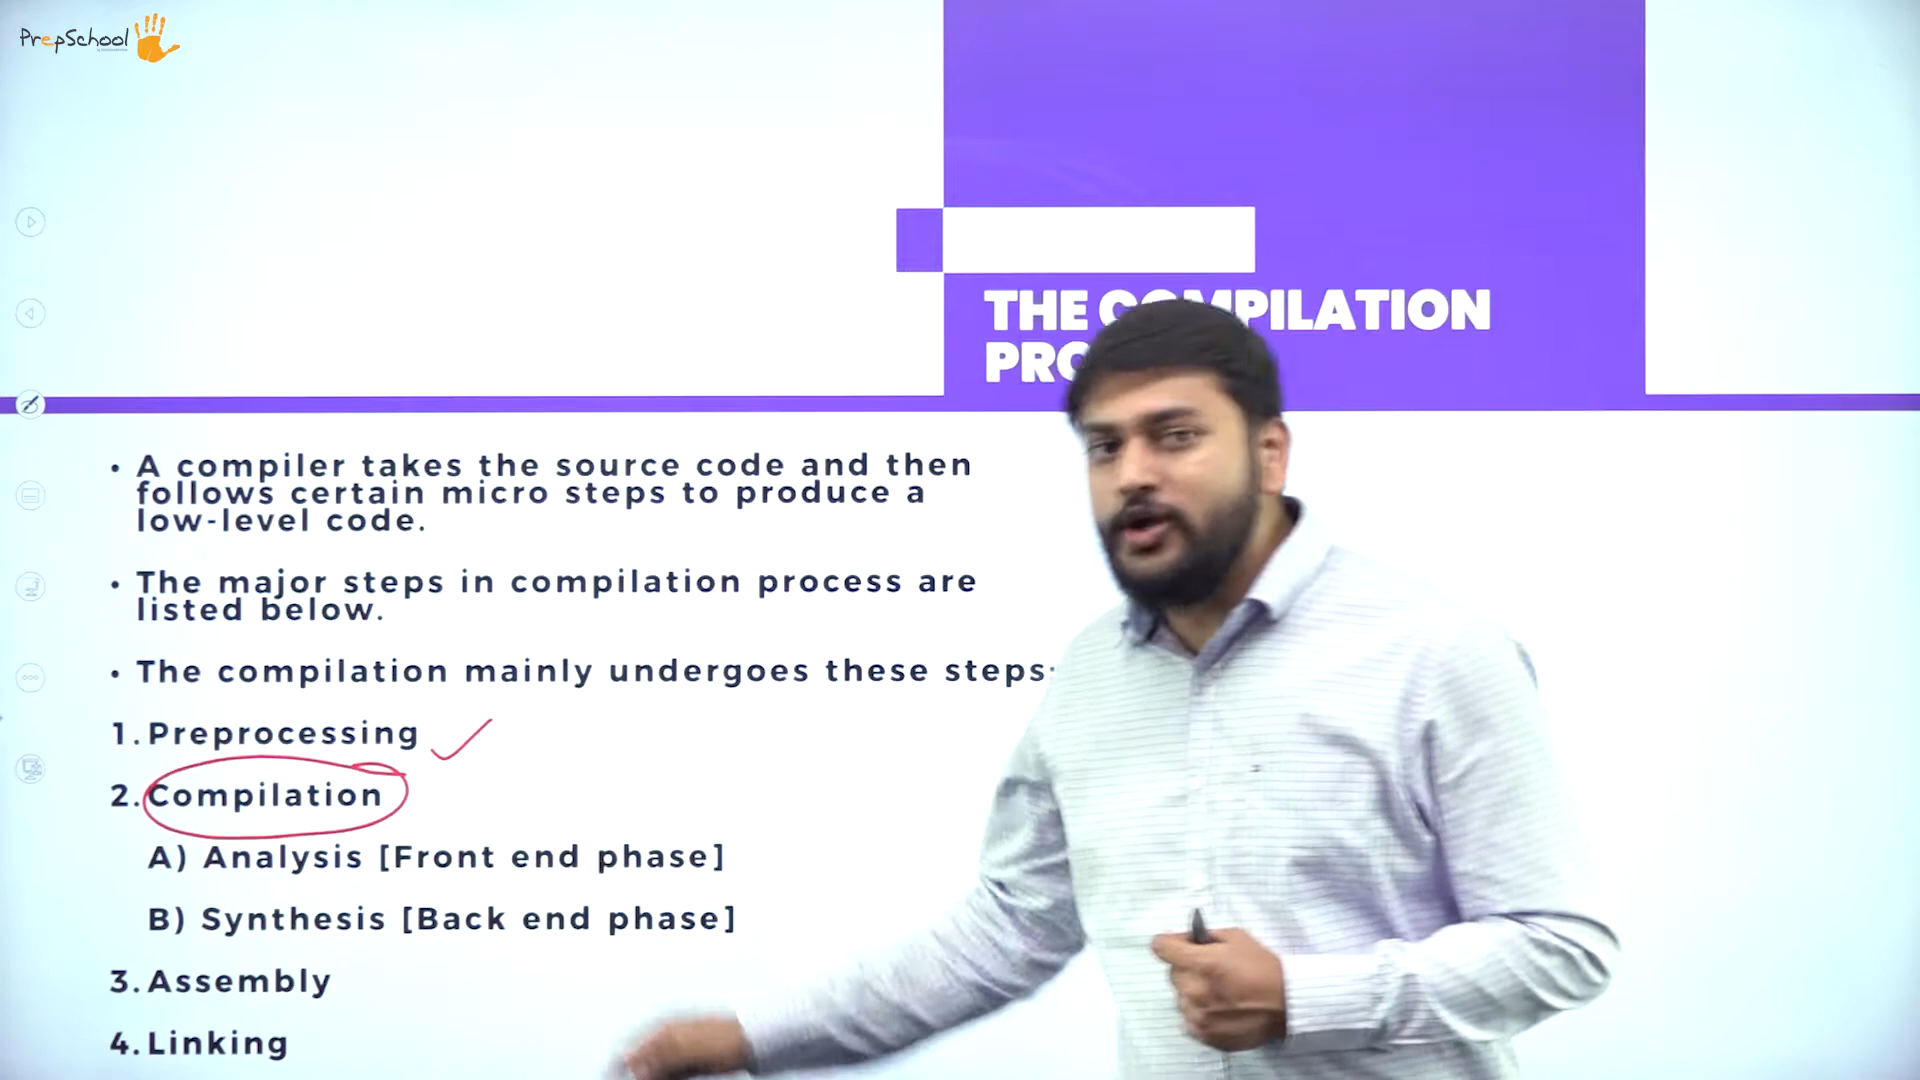 PrepSchool
THE COMPILATION
• A compiler takes the source code and then
follows certain micro steps to produce a
low-level code.
• The major steps in compilation process are
listed below.
• The compilation mainly undergoes these steps:
1. Preprocessing
2. Compilation
A) Analysis [Front end phase]
B) Synthesis [Back end phase]
3. Assembly
4. Linking